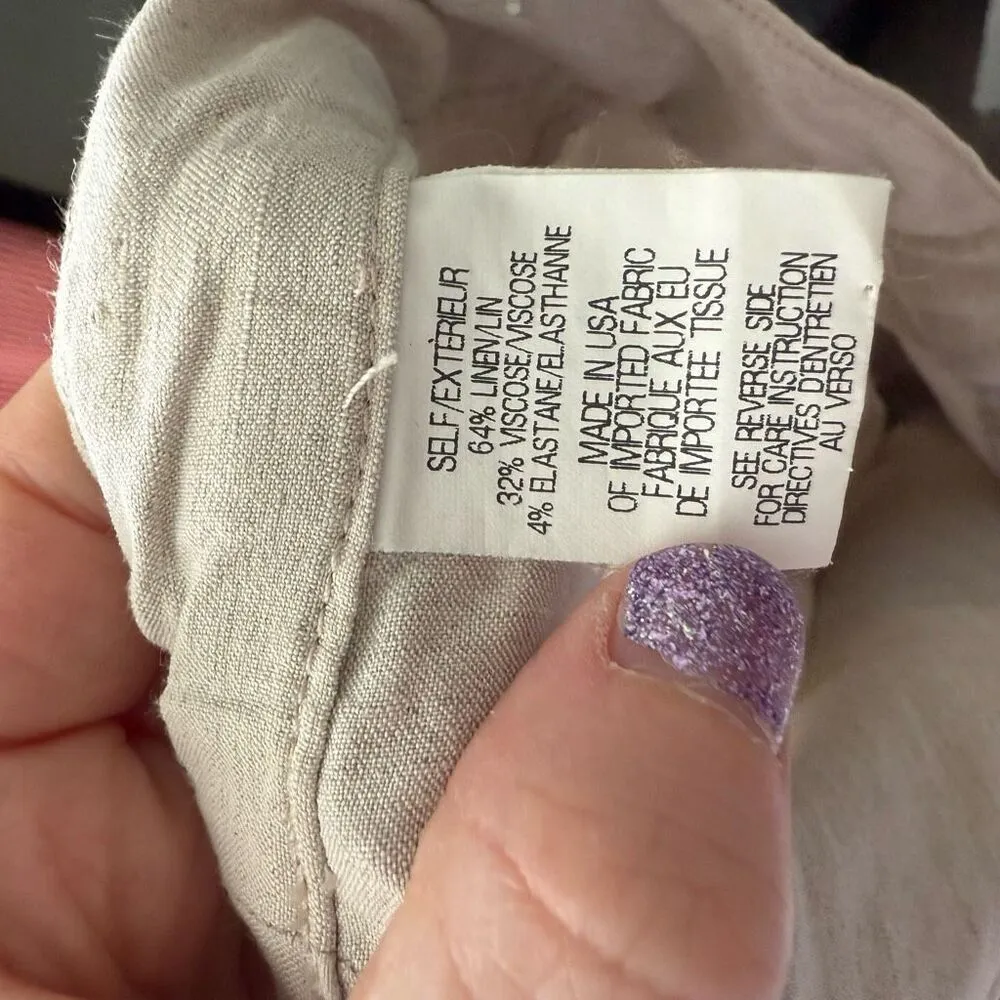 SELF/EXTÈRIEUR
64% LINEN/LIN
32% VISCOSE/VISCOSE
4% ELASTANE/ELASTHANNE
MADE IN USA
OF IMPORTED FABRIC
FABRIQUE AUX EU
DE IMPORTEE TISSUE
SEE REVERSE SIDE
FOR CARE INSTRUCTION
DIRECTIVES D'ENTRETIEN
AU VERSO